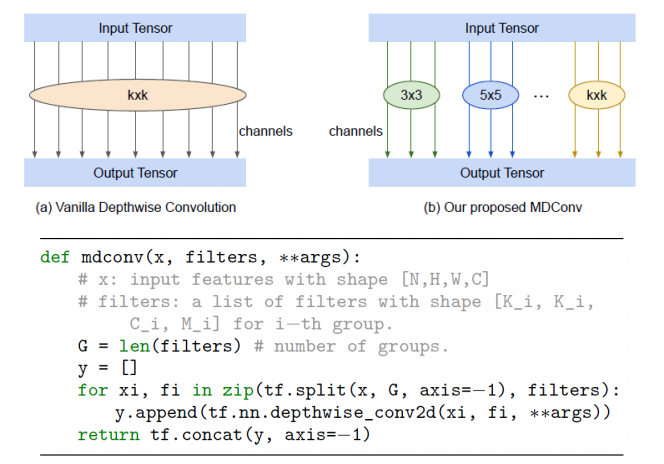 Input Tensor
Input Tensor
kxk
3x3
5x5
...
kxk
channels
channels
Output Tensor
Output Tensor
(a) Vanilla Depthwise Convolution
(b) Our proposed MDConv
def mdconv(x, filters, **args):
# x: input features with shape [N,H,W,C]
# filters: a list of filters with shape [K_i, K_i,
C_i, M_i] for i−th group.
G = len(filters) # number of groups.
y = []
for xi, fi in zip(tf.split(x, G, axis=−1), filters):
y.append(tf.nn.depthwise_conv2d(xi, fi, **args))
return tf.concat(y, axis=−1)